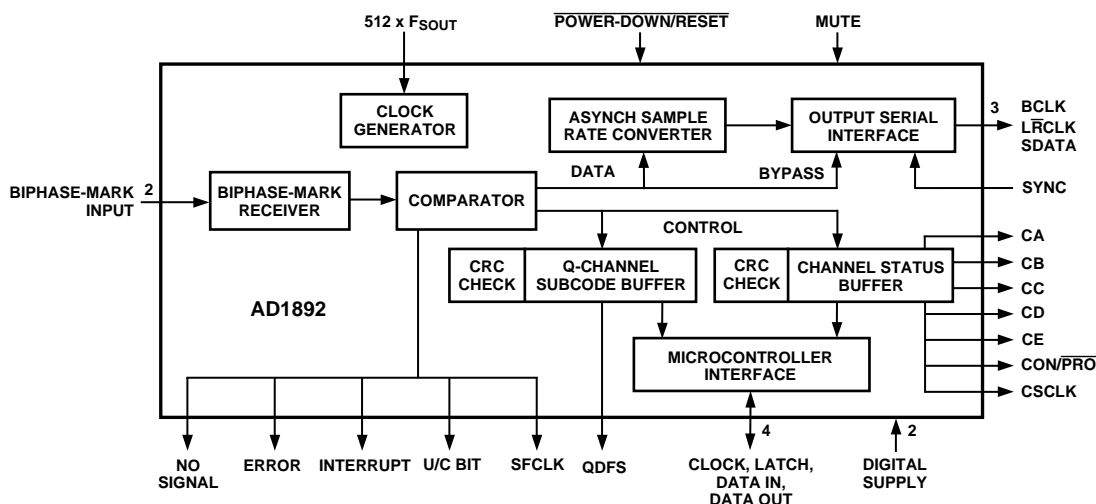 512 x FSOUT
POWER-DOWN/RESET
MUTE
CLOCK
GENERATOR
ASYNCH SAMPLE
RATE CONVERTER
OUTPUT SERIAL
INTERFACE
3
BCLK
LRCLK
SDATA
DATA
BYPASS
BIPHASE-MARK
INPUT
2
BIPHASE-MARK
RECEIVER
COMPARATOR
SYNC
CONTROL
CRC
CHECK
Q-CHANNEL
SUBCODE BUFFER
CRC
CHECK
CHANNEL STATUS
BUFFER
CA
CB
CC
CD
CE
CON/PRO
CSCLK
AD1892
MICROCONTROLLER
INTERFACE
4
2
NO
SIGNAL
ERROR
INTERRUPT
U/C BIT
SFCLK
QDFS
CLOCK, LATCH,
DATA IN,
DATA OUT
DIGITAL
SUPPLY